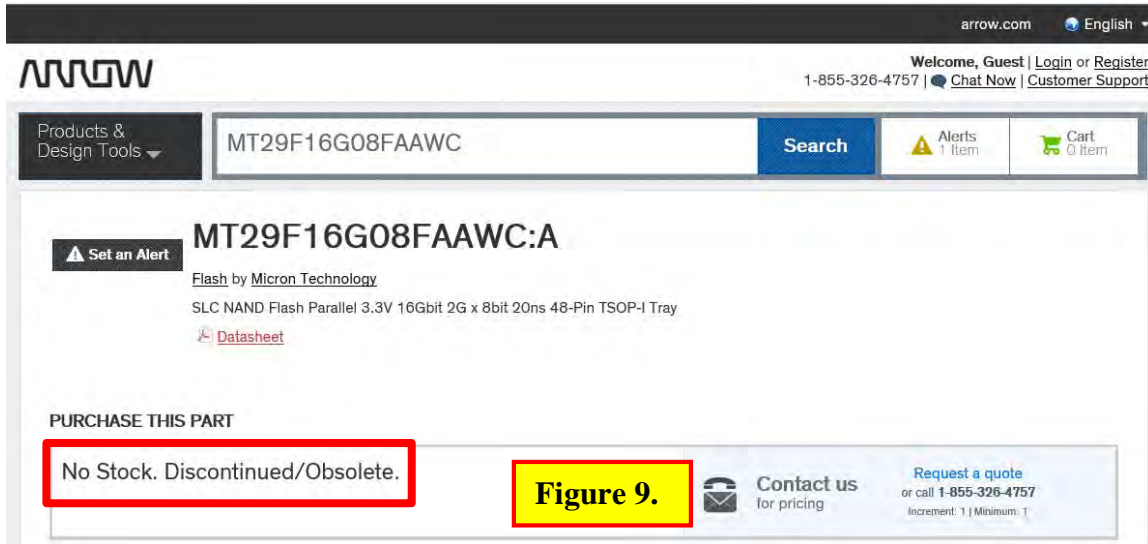 arrow.com English
ARROW
Welcome, Guest | Login or Register
1-855-326-4757 | Chat Now | Customer Support
Products &
Design Tools
MT29F16G08FAAWC
Search
Alerts
1 Item
Cart
0 Item
Set an Alert
MT29F16G08FAAWC:A
Flash by Micron Technology
SLC NAND Flash Parallel 3.3V 16Gbit 2G x 8bit 20ns 48-Pin TSOP-I Tray
Datasheet
PURCHASE THIS PART
No Stock. Discontinued/Obsolete.
Figure 9.
Contact us
for pricing
Request a quote
or call 1-855-326-4757
Increment: 1 | Minimum: 1